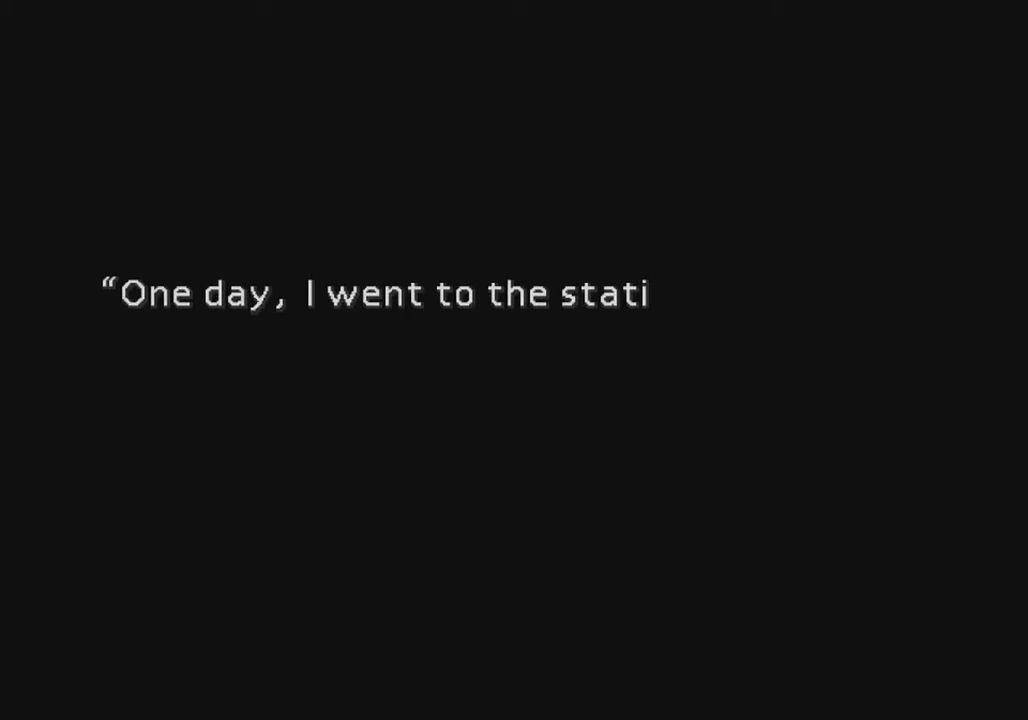 “One day, I went to the stati